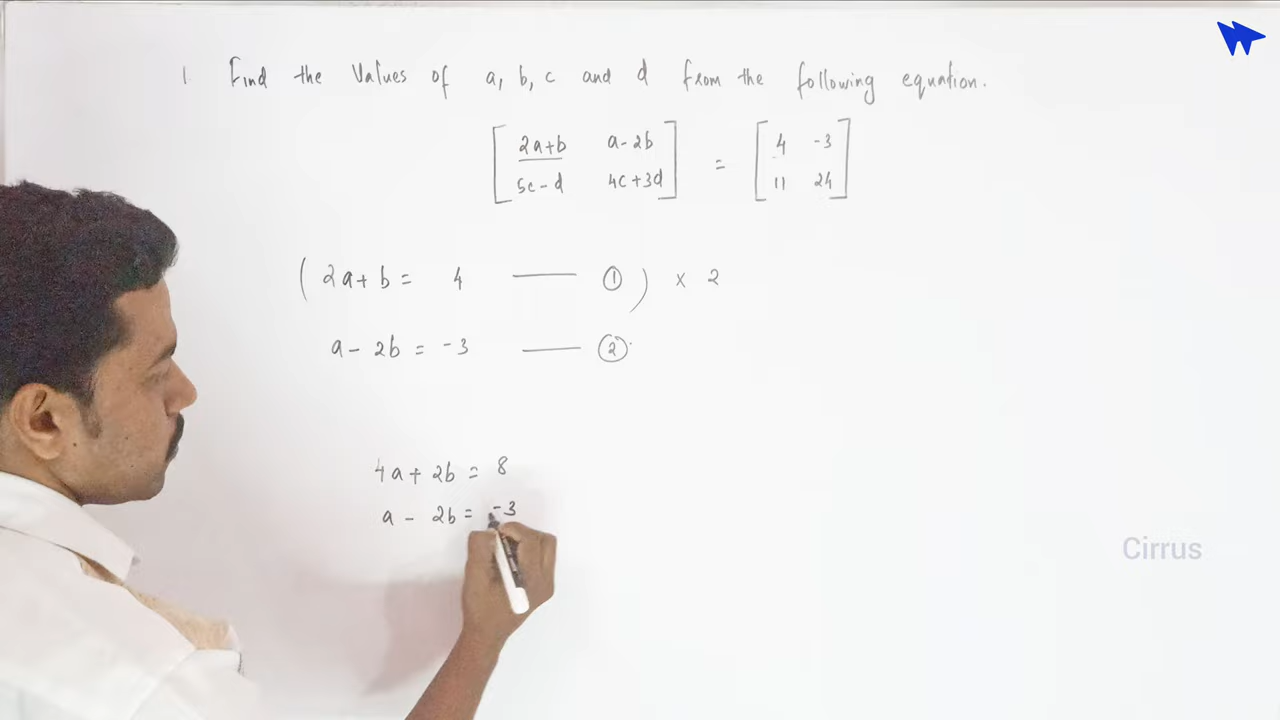 1. Find the Values of a, b, c and d from the following equation.
[ 2a+b a-2b ] = [ 4 -3 ]
[ 5c-d 4c+3d ] [ 11 24 ]
( 2a+b = 4 —— ① ) × 2
a - 2b = -3 —— ②
4a + 2b = 8
a - 2b = -3
Cirrus